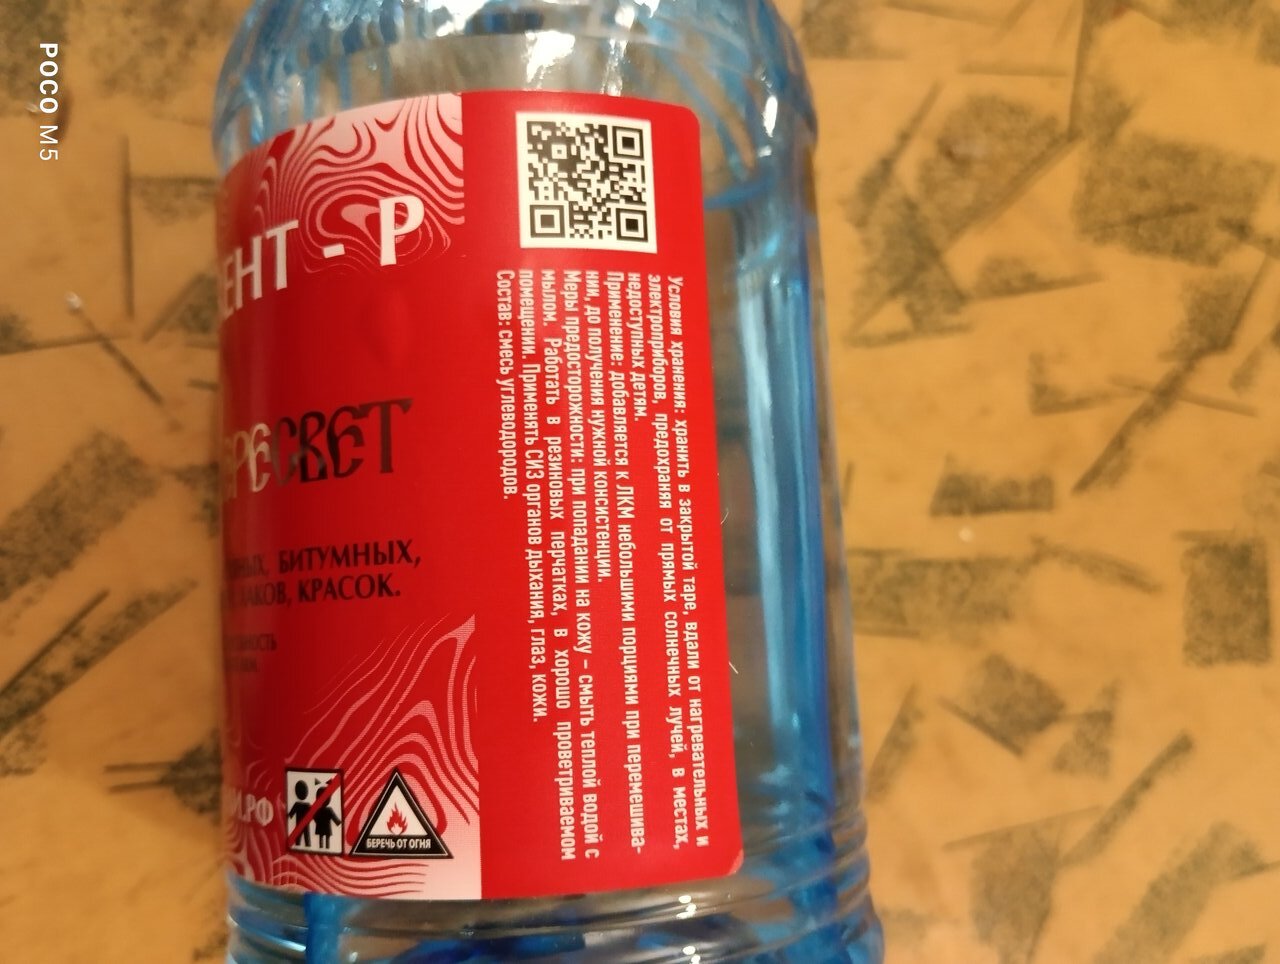 POCO M5
ЕНТ - Р
РЕСВЕТ
БИТУМНЫХ,
ЛАКОВ, КРАСОК.
И.РФ
БЕРЕЧЬ ОТ ОГНЯ
Условия хранения: хранить в закрытой таре, вдали от нагревательных и
электроприборов, предохраняя от прямых солнечных лучей, в местах,
недоступных детям.
Применение: добавляется к ЛКМ небольшими порциями при перемешива-
нии, до получения нужной консистенции.
Меры предосторожности: при попадании на кожу – смыть теплой водой с
мылом. Работать в резиновых перчатках, в хорошо проветриваемом
помещении. Применять СИЗ органов дыхания, глаз, кожи.
Состав: смесь углеводородов.